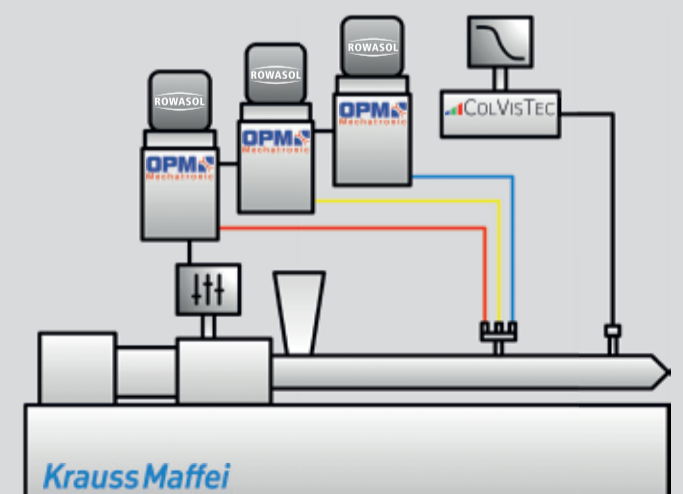 ROWASOL
ROWASOL
ROWASOL
OPM
Mechatronic
OPM
Mechatronic
OPM
Mechatronic
COLVISTEC
KraussMaffei